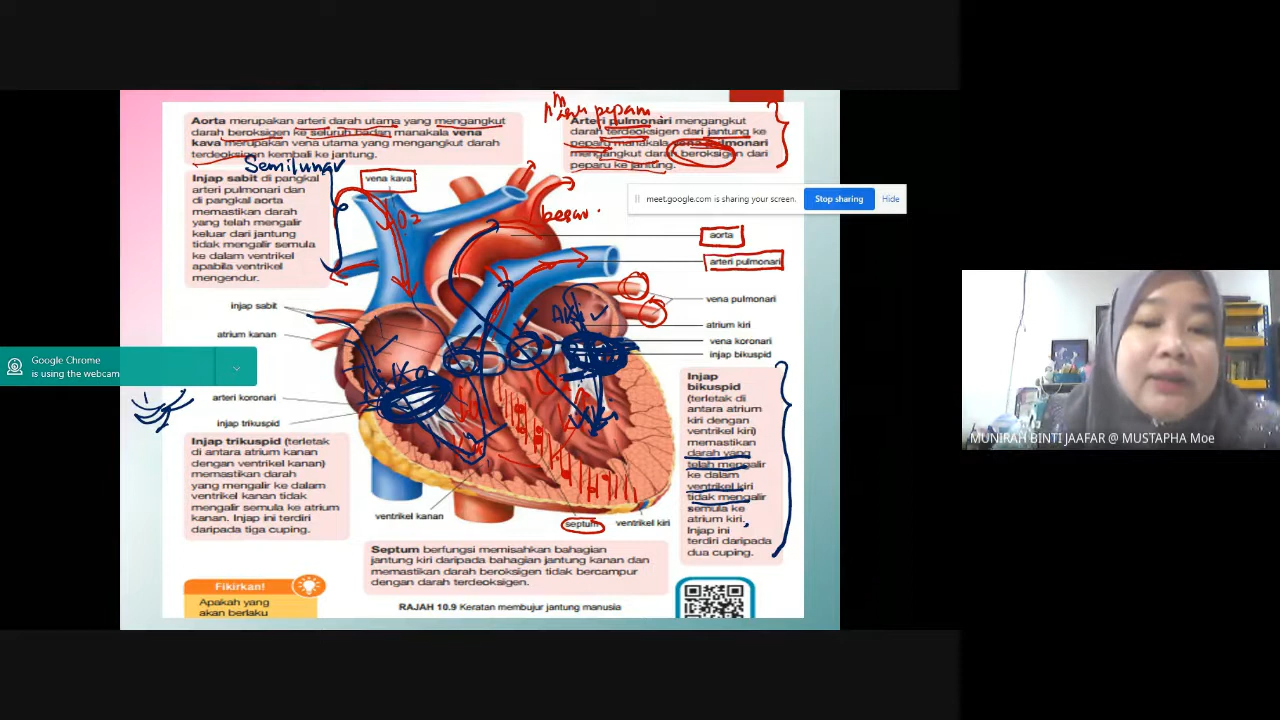 Aorta merupakan arteri darah utama yang mengangkut
darah beroksigen ke seluruh badan manakala vena
kava merupakan vena utama yang mengangkut darah
terdeoksigen kembali ke jantung.
pepam
Arteri pulmonari mengangkut
darah terdeoksigen dari jantung ke
peparu manakala vena pulmonari
mengangkut darah beroksigen dari
peparu ke jantung.
Semilunar
Injap sabit di pangkal
arteri pulmonari dan
di pangkal aorta
memastikan darah
yang telah mengalir
keluar dari jantung
tidak mengalir semula
ke dalam ventrikel
apabila ventrikel
mengendur.
vena kava
O2
besar
meet.google.com is sharing your screen.
Stop sharing
Hide
aorta
arteri pulmonari
vena pulmonari
atrium kiri
vena koronari
injap bikuspid
injap sabit
atrium kanan
Google Chrome
is using the webcam
arteri koronari
injap trikuspid
Injap
bikuspid
(terletak di
antara atrium
kiri dengan
ventrikel kiri)
memastikan
darah yang
telah mengalir
ke dalam
ventrikel kiri
tidak mengalir
semula ke
atrium kiri.
Injap ini
terdiri daripada
dua cuping.
MUNIRAH BINTI JAAFAR @ MUSTAPHA Moe
Injap trikuspid (terletak
di antara atrium kanan
dengan ventrikel kanan)
memastikan darah
yang mengalir ke dalam
ventrikel kanan tidak
mengalir semula ke atrium
kanan. Injap ini terdiri
daripada tiga cuping.
ventrikel kanan
septum
ventrikel kiri
Septum berfungsi memisahkan bahagian
jantung kiri daripada bahagian jantung kanan dan
memastikan darah beroksigen tidak bercampur
dengan darah terdeoksigen.
Fikirkan!
Apakah yang
akan berlaku
RAJAH 10.9 Keratan membujur jantung manusia